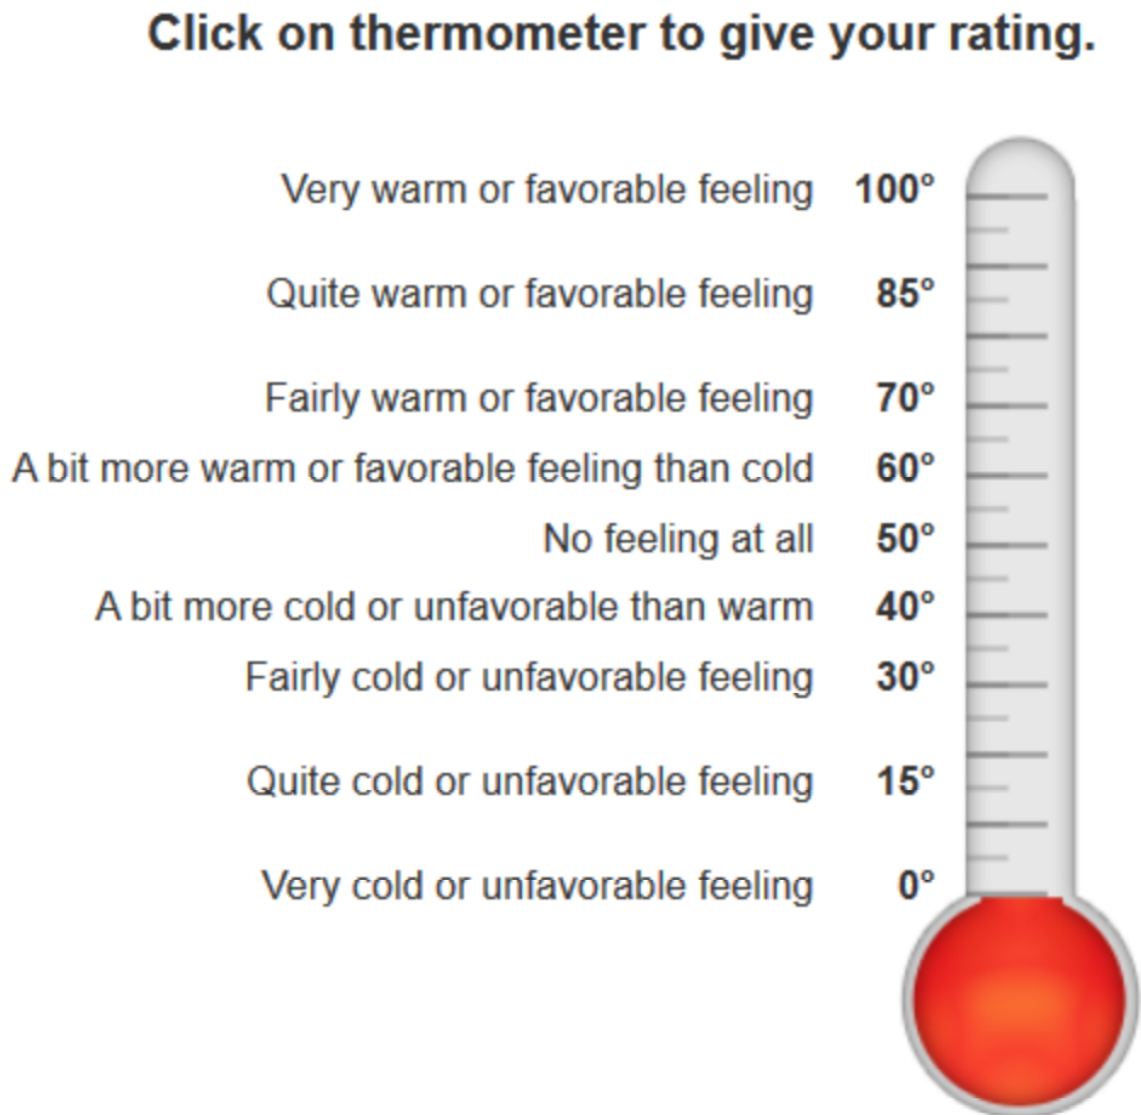 Click on thermometer to give your rating.
Very warm or favorable feeling 100°
Quite warm or favorable feeling 85°
Fairly warm or favorable feeling 70°
A bit more warm or favorable feeling than cold 60°
No feeling at all 50°
A bit more cold or unfavorable than warm 40°
Fairly cold or unfavorable feeling 30°
Quite cold or unfavorable feeling 15°
Very cold or unfavorable feeling 0°